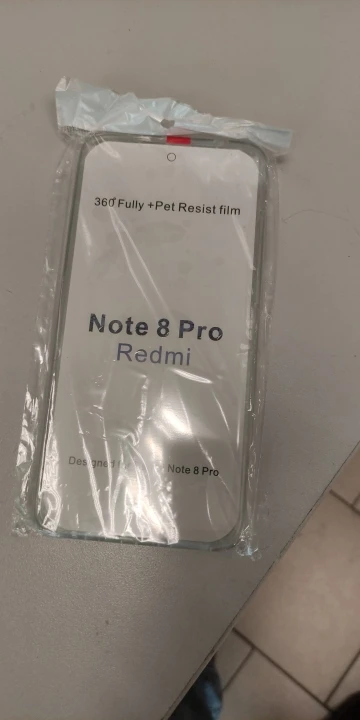 360° Fully +Pet Resist film
Note 8 Pro
Redmi
Designed
Note 8 Pro